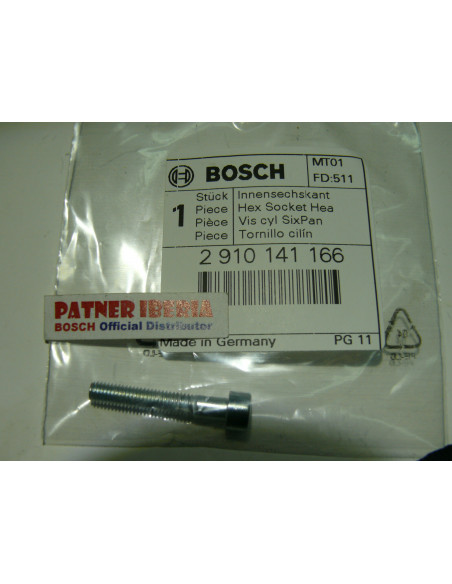 BOSCH
MT01
FD:511
1
Stück Innensechskant
Piece Hex Socket Hea
Pièce Vis cyl SixPan
Piece Tornillo cilín
2 910 141 166
PATNER IBERIA
BOSCH Official Distributor
Made in Germany
PG 11